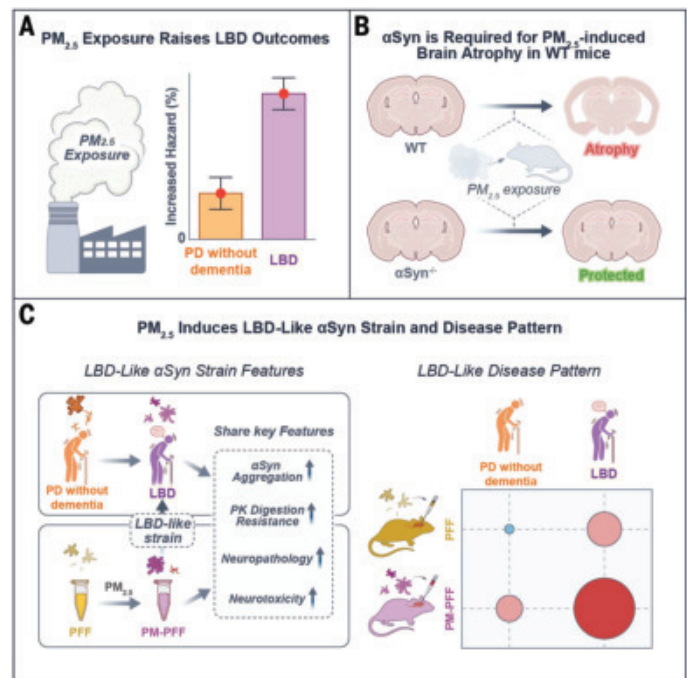 A
PM2.5 Exposure Raises LBD Outcomes
PM2.5
Exposure
Increased Hazard (%)
0
PD without
dementia
LBD
B
αSyn is Required for PM2.5-induced
Brain Atrophy in WT mice
WT
Atrophy
PM2.5 exposure
αSyn-/-
Protected
C
PM2.5 Induces LBD-Like αSyn Strain and Disease Pattern
LBD-Like αSyn Strain Features
PD without
dementia
LBD
LBD-like
strain
PFF
PM2.5
PM-PFF
Share key Features
αSyn
Aggregation
PK Digestion
Resistance
Neuropathology
Neurotoxicity
LBD-Like Disease Pattern
PD without
dementia
LBD
PFF
PM-PFF